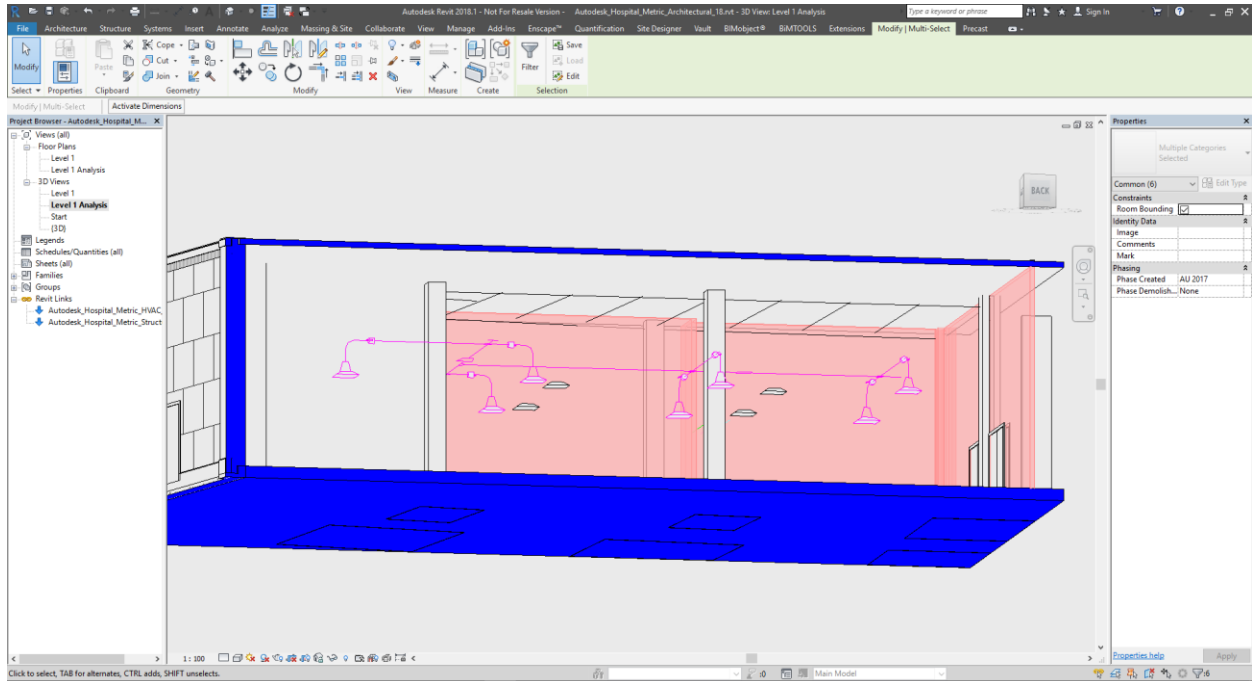 Autodesk Revit 2018.1 - Not For Resale Version - Autodesk_Hospital_Metric_Architectural_18.rvt - 3D View: Level 1 Analysis
Type a keyword or phrase
Sign In
File Architecture Structure Systems Insert Annotate Analyze Massing & Site Collaborate View Manage Add-Ins Enscape™ Quantification Site Designer Vault BIMobject® BiMTOOLS Extensions Modify | Multi-Select Precast
Modify
Paste
Cope
Cut
Join
Filter
Save
Load
Edit
Select Properties Clipboard Geometry Modify View Measure Create Selection
Modify | Multi-Select Activate Dimensions
Project Browser - Autodesk_Hospital_M...
Views (all)
Floor Plans
Level 1
Level 1 Analysis
3D Views
Level 1
Level 1 Analysis
Start
{3D}
Legends
Schedules/Quantities (all)
Sheets (all)
Families
Groups
Revit Links
Autodesk_Hospital_Metric_HVAC_
Autodesk_Hospital_Metric_Struct
BACK
Properties
Multiple Categories
Selected
Common (6) Edit Type
Constraints
Room Bounding
Identity Data
Image
Comments
Mark
Phasing
Phase Created AU 2017
Phase Demolish... None
Properties help Apply
1 : 100
Click to select, TAB for alternates, CTRL adds, SHIFT unselects.
:0
Main Model
:6